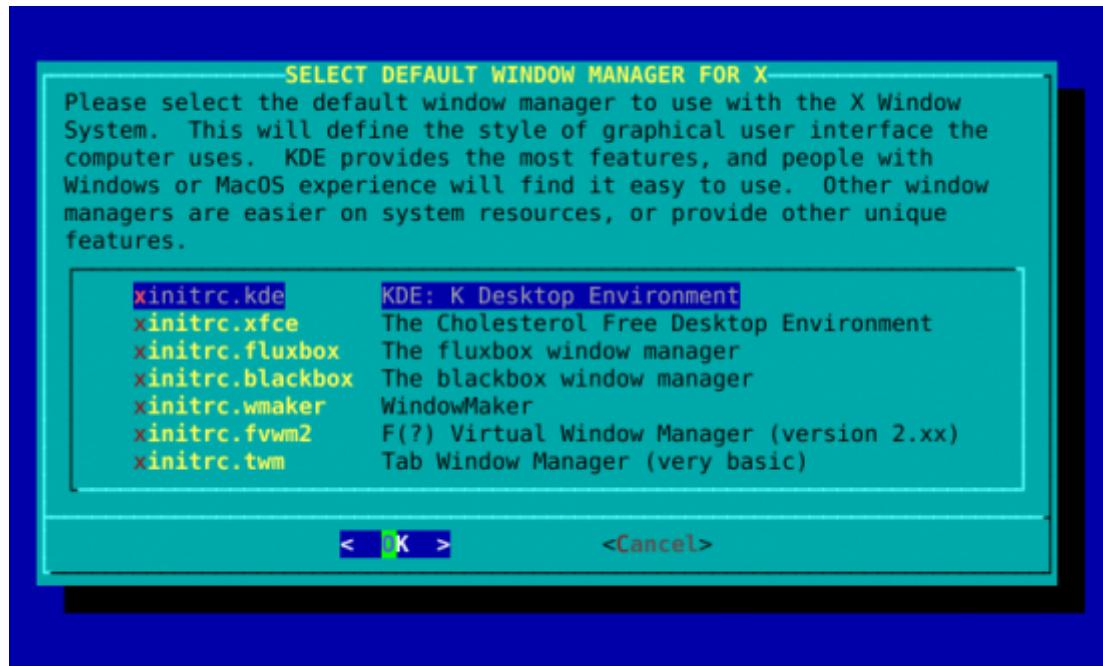 SELECT DEFAULT WINDOW MANAGER FOR X
Please select the default window manager to use with the X Window
System.  This will define the style of graphical user interface the
computer uses.  KDE provides the most features, and people with
Windows or MacOS experience will find it easy to use.  Other window
managers are easier on system resources, or provide other unique
features.
xinitrc.kde KDE: K Desktop Environment
xinitrc.xfce The Cholesterol Free Desktop Environment
xinitrc.fluxbox The fluxbox window manager
xinitrc.blackbox The blackbox window manager
xinitrc.wmaker WindowMaker
xinitrc.fvwm2 F(?) Virtual Window Manager (version 2.xx)
xinitrc.twm Tab Window Manager (very basic)
<  OK  > <Cancel>